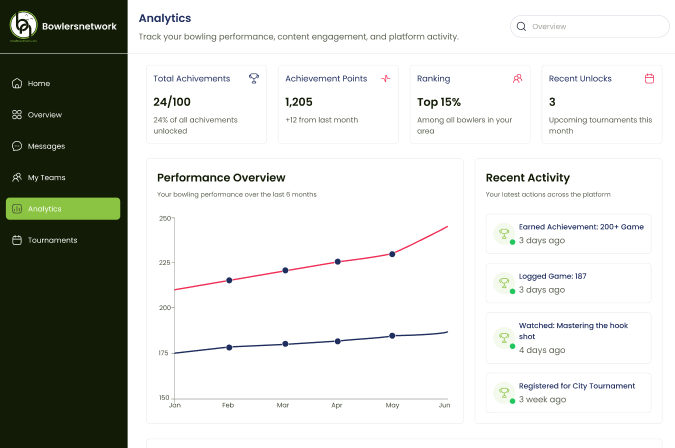 Bowlersnetwork
Home
Overview
Messages
My Teams
Analytics
Tournaments
Analytics
Track your bowling performance, content engagement, and platform activity.
Overview
Total Achivements
24/100
24% of all achivements
unlocked
Achievement Points
1,205
+12 from last month
Ranking
Top 15%
Among all bowlers in your
area
Recent Unlocks
3
Upcoming tournaments this
month
Performance Overview
Your bowling performance over the last 6 months
250
225
200
175
150
Jan
Feb
Mar
Apr
May
Jun
Recent Activity
Your latest actions across the platform
Earned Achievement: 200+ Game
3 days ago
Logged Game: 187
3 days ago
Watched: Mastering the hook
shot
4 days ago
Registered for City Tournament
3 week ago